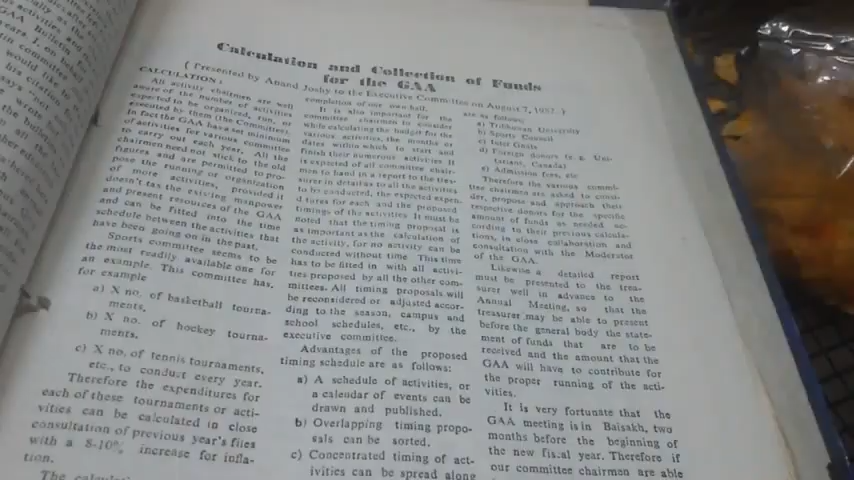 Calculation and Collection of Funds
for the GAA
( Presented by Anand Joshy to the Executive Committee on August 7, 1982. )
CALCULATION :
All activity chairmen are well
aware of the number of activities
expected to be organized, run, or
executed by them (the Committees).
In fact the GAA have set minimum
of activities for various committee
to carry out each year. All the
chairmen need not stick to the old
figures and are permitted to pro-
pose the running or organization
of more activities, provided it
doesn't tax the existing manpower
and present resources of the GAA
and can be fitted into the time
schedule between the activities that
have been going on in the past.
Sports committee seems to be
the most readily available one for
an example. This committee has,
for example
a) X no. of basketball tourna-
ments,
b) X no. of hockey tourna-
ments.
c) X no. of tennis tournaments,
etc., to conduct every year.
Therefore the expenditures for
each of these tournaments or acti-
vities can be calculated in close
consultation of previous year's files
with a 8-10% increase for infla-
tion.
The
completion of our own hall.
It is also important for the
committee chairmen to consider
while calculating the budget for the
various activities, the months or
dates within which to start and
finish their numerous activities. It
is expected of all committee chair-
men to hand in a report to the trea-
surer in detail as to all the activities
to be conducted, the expected expen-
d tures for each and the proposed
timings of the activities. It must be
noted that the timing proposal is
as important as the calculation of
the activity, for no activity can be
conducted without time. This time
has to be fitted in with all activi-
ties proposed by all the other com-
mittees. All timing proposals will
be reconsidered or adjusted accor-
ding to the season, campus and
school schedules, etc., by the
executive committee.
Advantages of the proposed
timing schedule are as follows:
a) A schedule of activities, or
a caleudar of events can be
drawn and published.
b) Overlapping timing propo-
sals can be sorted.
c) Concentrated timing of act-
ivities can be spread along
are as follows:
a) Tribhuvan University
b) Sports Council
c)
d) Foreign donors (e.g. Uni-
tarians, Canada)
e) Admission fees, etc
Therefore the various commi-
ttee chairmen are asked to consi-
der, propose and approach their
respective donors for the specific
amount of funds as needed ac-
cording to their previous calcula-
tions, in close collaboration and
consultation with the Moderator
of the GAA.
Likewise a detailed report
must be presented to the trea-
surer well in advance to the
Annual Meeting, so that the
treasurer may be able to present
before the general body the state-
ment of funds that are to be
received and the amount that the
GAA will have to contribute for
the proper running of the acti-
vities.
It is very fortunate that the
GAA meeting is in Baisakh, two
months before the beginning of
the new fis.al year. Therefore if
our committee chairmen are able